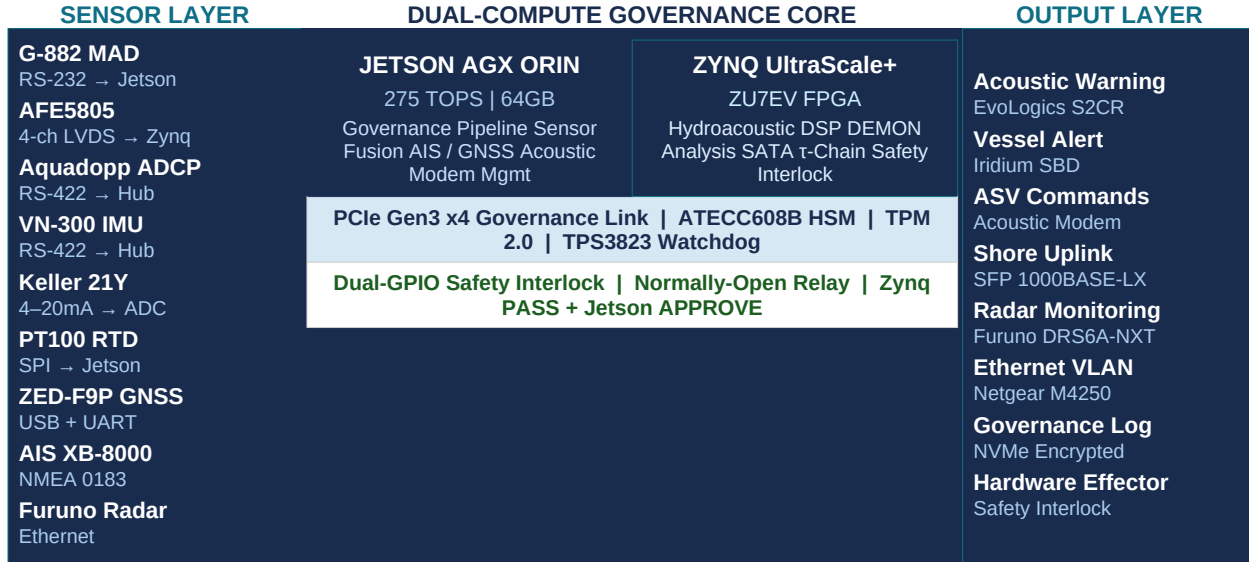 SENSOR LAYER
G-882 MAD
RS-232 → Jetson
AFE5805
4-ch LVDS → Zynq
Aquadopp ADCP
RS-422 → Hub
VN-300 IMU
RS-422 → Hub
Keller 21Y
4–20mA → ADC
PT100 RTD
SPI → Jetson
ZED-F9P GNSS
USB + UART
AIS XB-8000
NMEA 0183
Furuno Radar
Ethernet
DUAL-COMPUTE GOVERNANCE CORE
JETSON AGX ORIN
275 TOPS | 64GB
Governance Pipeline Sensor
Fusion AIS / GNSS Acoustic
Modem Mgmt
ZYNQ UltraScale+
ZU7EV FPGA
Hydroacoustic DSP DEMON
Analysis SATA τ-Chain Safety
Interlock
PCIe Gen3 x4 Governance Link | ATECC608B HSM | TPM
2.0 | TPS3823 Watchdog
Dual-GPIO Safety Interlock | Normally-Open Relay | Zynq
PASS + Jetson APPROVE
OUTPUT LAYER
Acoustic Warning
EvoLogics S2CR
Vessel Alert
Iridium SBD
ASV Commands
Acoustic Modem
Shore Uplink
SFP 1000BASE-LX
Radar Monitoring
Furuno DRS6A-NXT
Ethernet VLAN
Netgear M4250
Governance Log
NVMe Encrypted
Hardware Effector
Safety Interlock